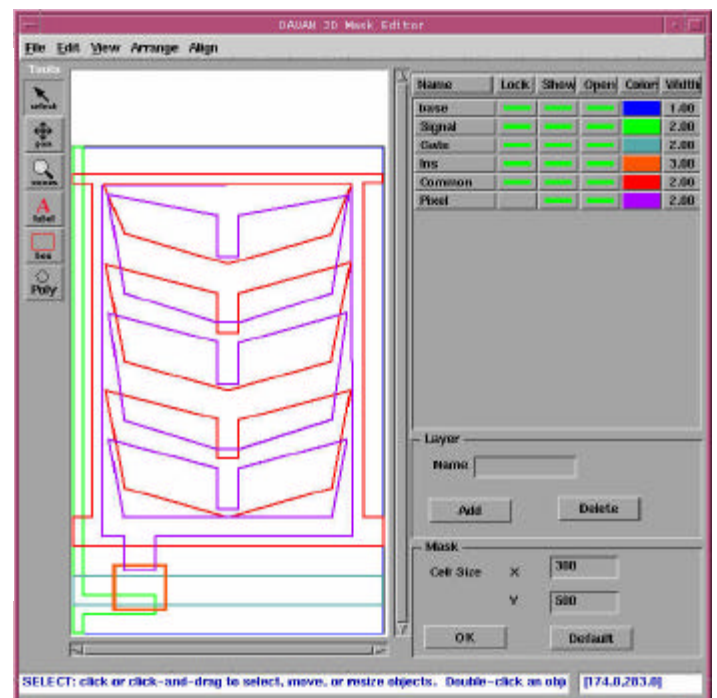 DAUAN 3D Mask Editor
File Edit View Arrange Align
Tools
select
pan
zoom
A
label
box
Poly
Name Lock Show Open Color Width
base 1.00
Signal 2.00
Gate 2.00
Ins 3.00
Common 2.00
Pixel 2.00
Layer
Name
Add Delete
Mask
Cell Size X 300
Y 500
OK Default
SELECT: click or click-and-drag to select, move, or resize objects. Double-click an obj [174.0,283.0]